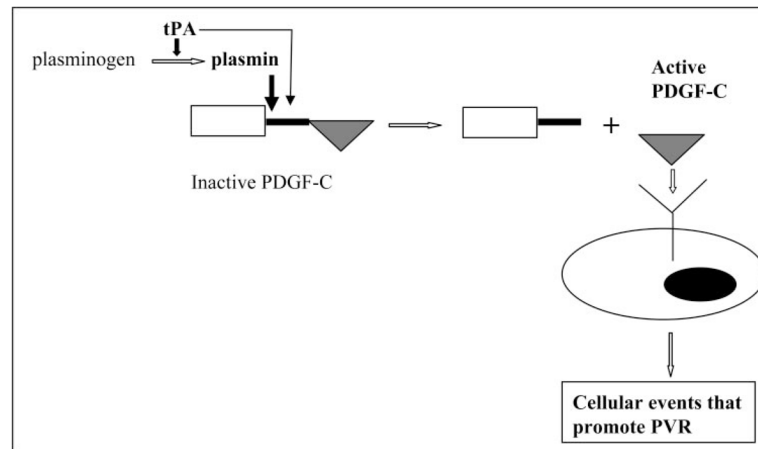 tPA
plasminogen
plasmin
Active
PDGF-C
+
Inactive PDGF-C
Cellular events that
promote PVR